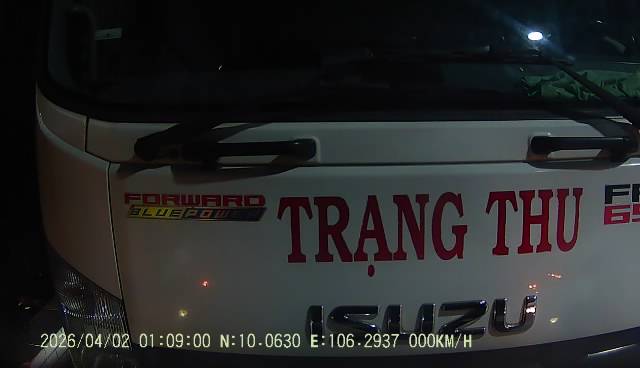 FORWARD
BLUEPOWER
TRẠNG THU
ISUZU
2026/04/02 01:09:00 N:10.0630 E:106.2937 000KM/H